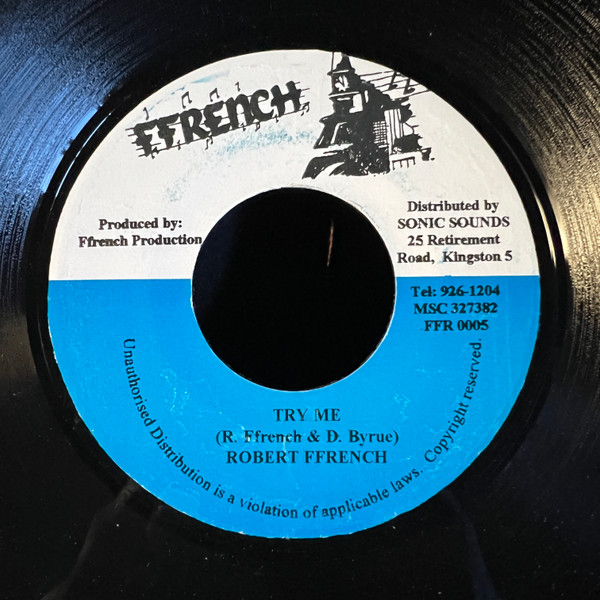 FFRENCH
Produced by:
Ffrench Production
Distributed by
SONIC SOUNDS
25 Retirement
Road, Kingston 5
Tel: 926-1204
MSC 327382
FFR 0005
TRY ME
(R. Ffrench & D. Byrue)
ROBERT FFRENCH
Unauthorised Distribution is a violation of applicable laws. Copyright reserved.